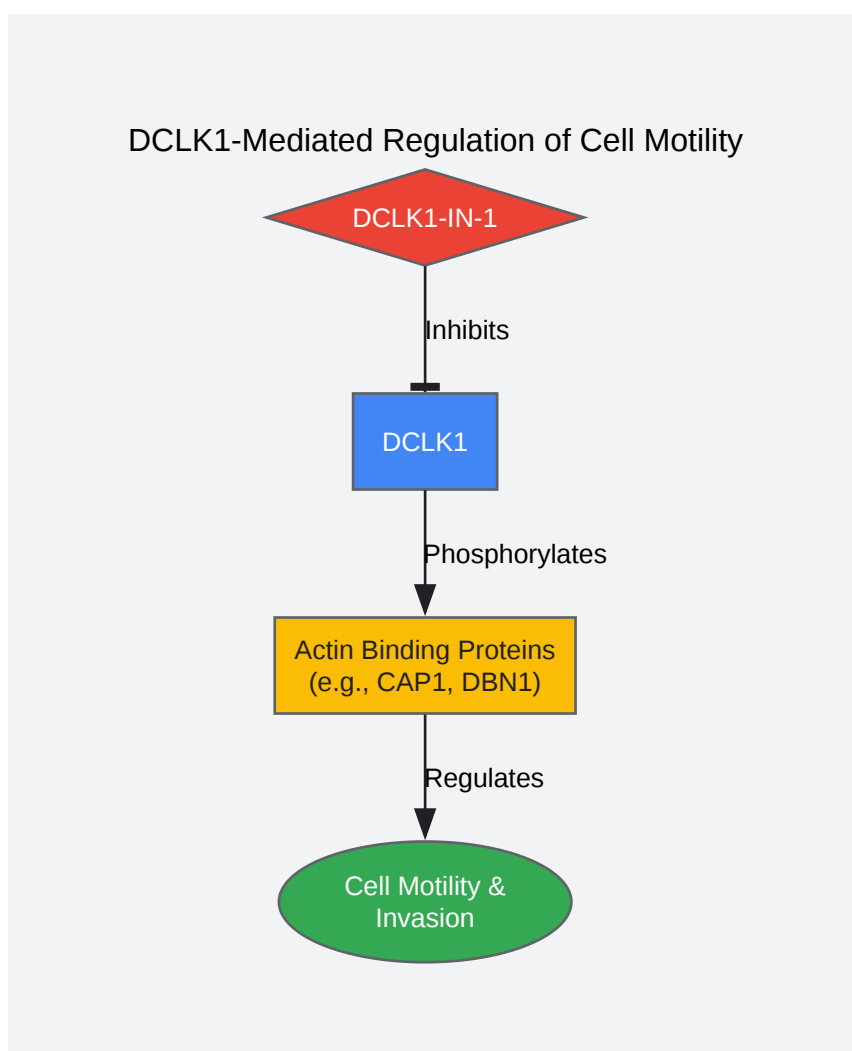 DCLK1-Mediated Regulation of Cell Motility
DCLK1-IN-1
Inhibits
DCLK1
Phosphorylates
Actin Binding Proteins
(e.g., CAP1, DBN1)
Regulates
Cell Motility &
Invasion